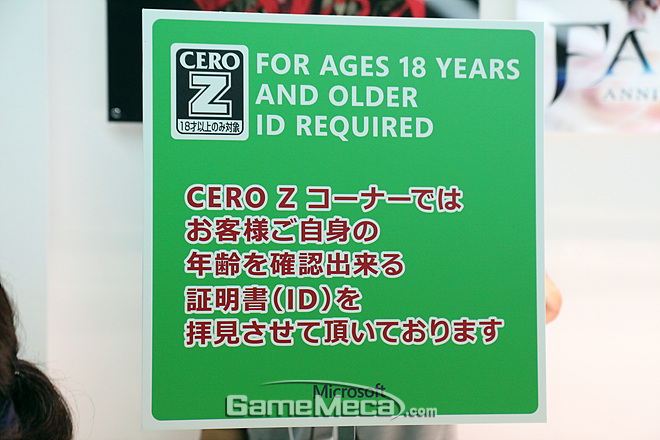 CERO
Z
18才以上のみ対象
FOR AGES 18 YEARS
AND OLDER
ID REQUIRED
CERO Z コーナーでは
お客様ご自身の
年齢を確認出来る
証明書(ID)を
拝見させて頂いております
Microsoft
GameMeca.com